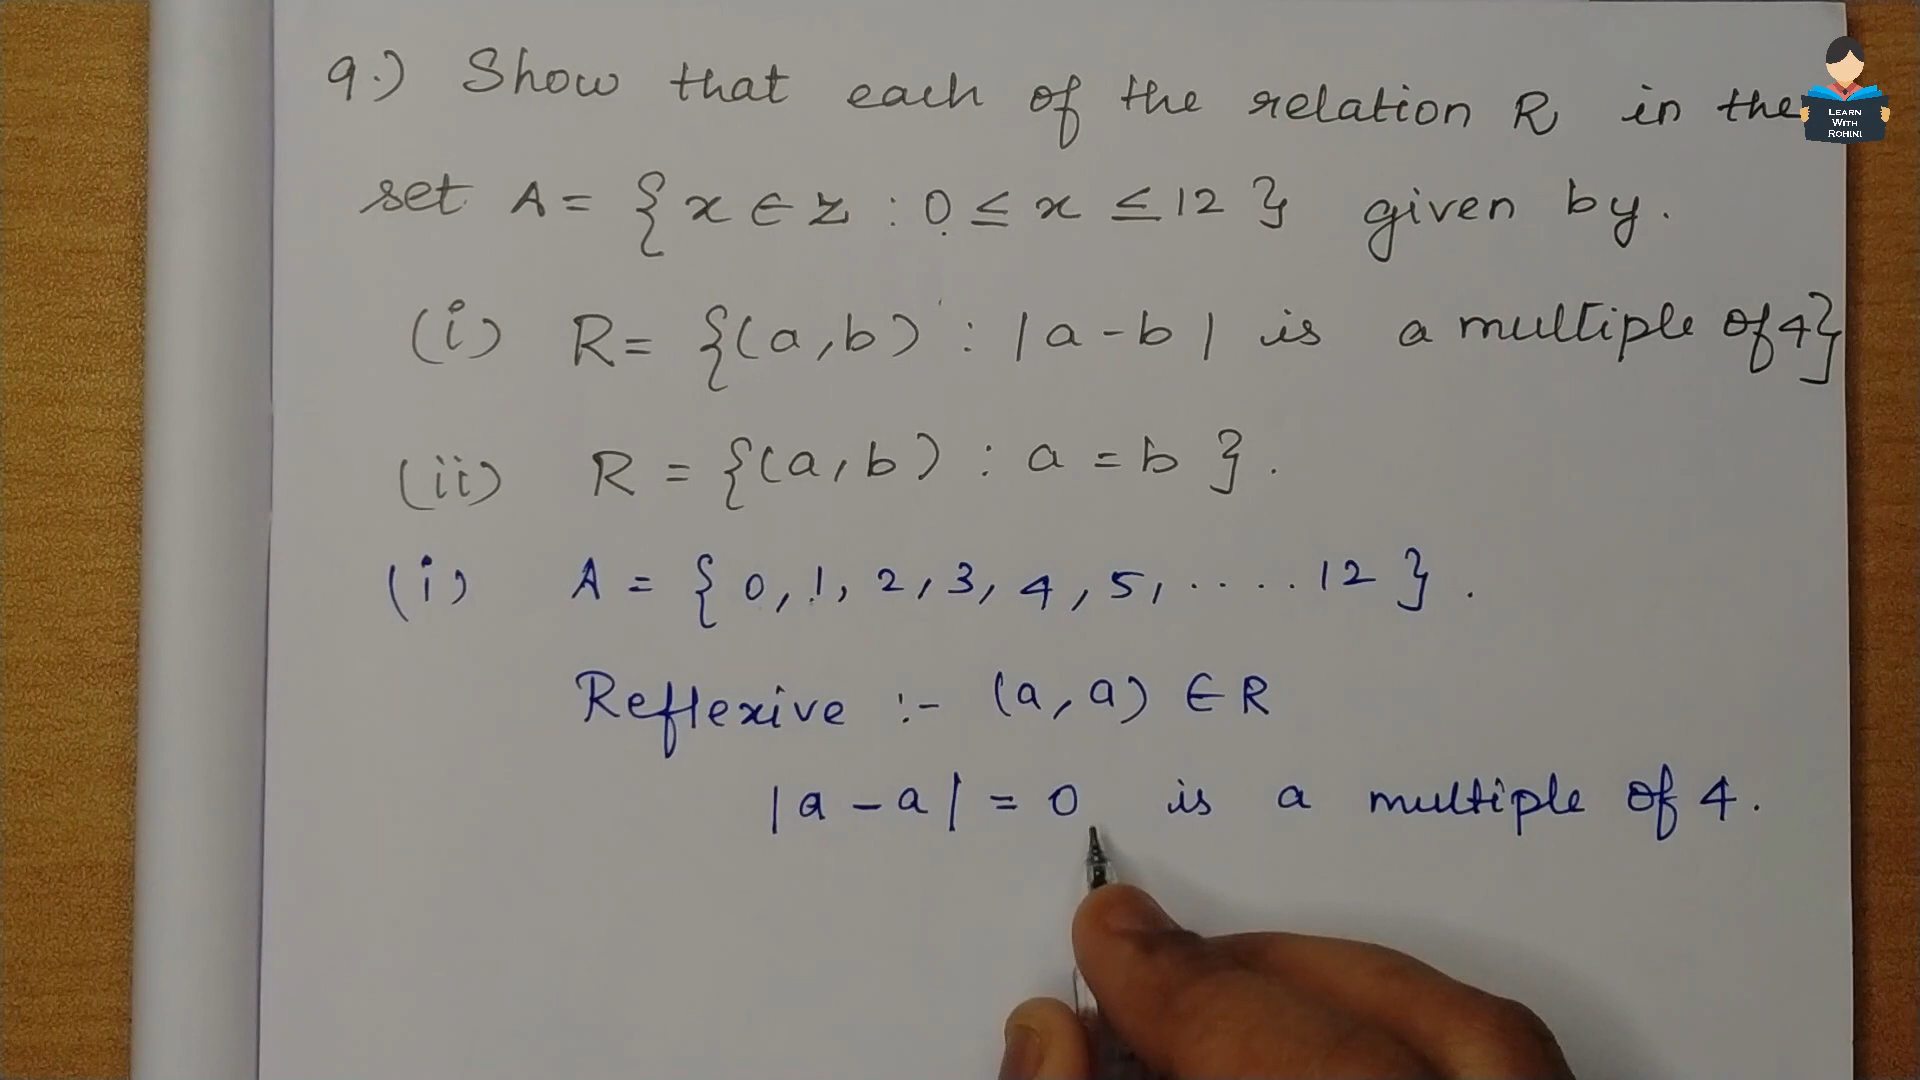 9.) Show that each of the relation R in the
set A = { x ∈ z : 0 ≤ x ≤ 12 } given by.
(i) R = {(a, b) : |a - b| is a multiple of 4}
(ii) R = {(a, b) : a = b }.
(i) A = { 0, 1, 2, 3, 4, 5, ..... 12 } .
Reflexive :- (a, a) ∈ R
|a - a| = 0 is a multiple of 4.
LEARN
WITH
ROHINI